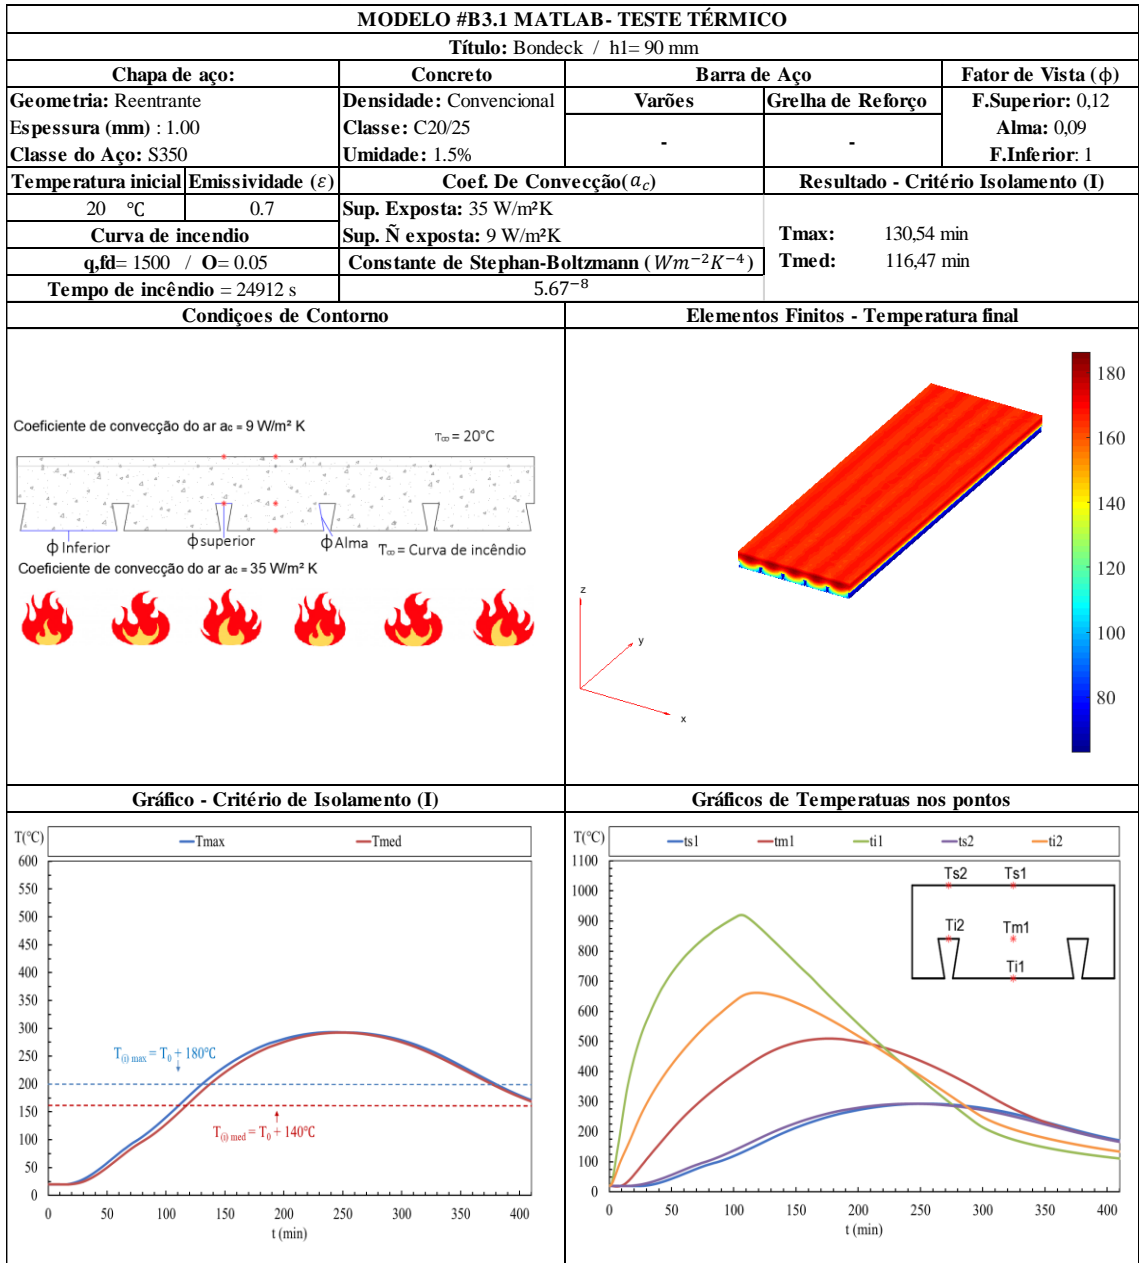 MODELO #B3.1 MATLAB- TESTE TÉRMICO
Título: Bondeck / h1= 90 mm
Chapa de aço:
Concreto
Barra de Aço
Fator de Vista (ϕ)
Geometria: Reentrante
Densidade: Convencional
Varões
Grelha de Reforço
F.Superior: 0,12
Espessura (mm) : 1.00
Classe: C20/25
-
-
Alma: 0,09
Classe do Aço: S350
Umidade: 1.5%
F.Inferior: 1
Temperatura inicial
Emissividade (ε)
Coef. De Convecção(a_c)
Resultado - Critério Isolamento (I)
20 °C
0.7
Sup. Exposta: 35 W/m²K
Curva de incendio
Sup. Ñ exposta: 9 W/m²K
Tmax: 130,54 min
q,fd= 1500 / O= 0.05
Constante de Stephan-Boltzmann (Wm⁻²K⁻⁴)
Tmed: 116,47 min
Tempo de incêndio = 24912 s
5.67⁻⁸
Condiçoes de Contorno
Elementos Finitos - Temperatura final
Coeficiente de convecção do ar ac = 9 W/m² K
T∞ = 20°C
ϕ Inferior
ϕ superior
ϕ Alma
T∞ = Curva de incêndio
Coeficiente de convecção do ar ac = 35 W/m² K
180
160
140
120
100
80
z
y
x
Gráfico - Critério de Isolamento (I)
Gráficos de Temperatuas nos pontos
T(°C)
Tmax
Tmed
600
550
500
450
400
350
300
250
200
150
100
50
0
T(i) max = T0 + 180°C
T(i) med = T0 + 140°C
0 50 100 150 200 250 300 350 400
t (min)
T(°C)
ts1
tm1
ti1
ts2
ti2
1100
1000
900
800
700
600
500
400
300
200
100
0
Ts2
Ts1
Ti2
Tm1
Ti1
0 50 100 150 200 250 300 350 400
t (min)